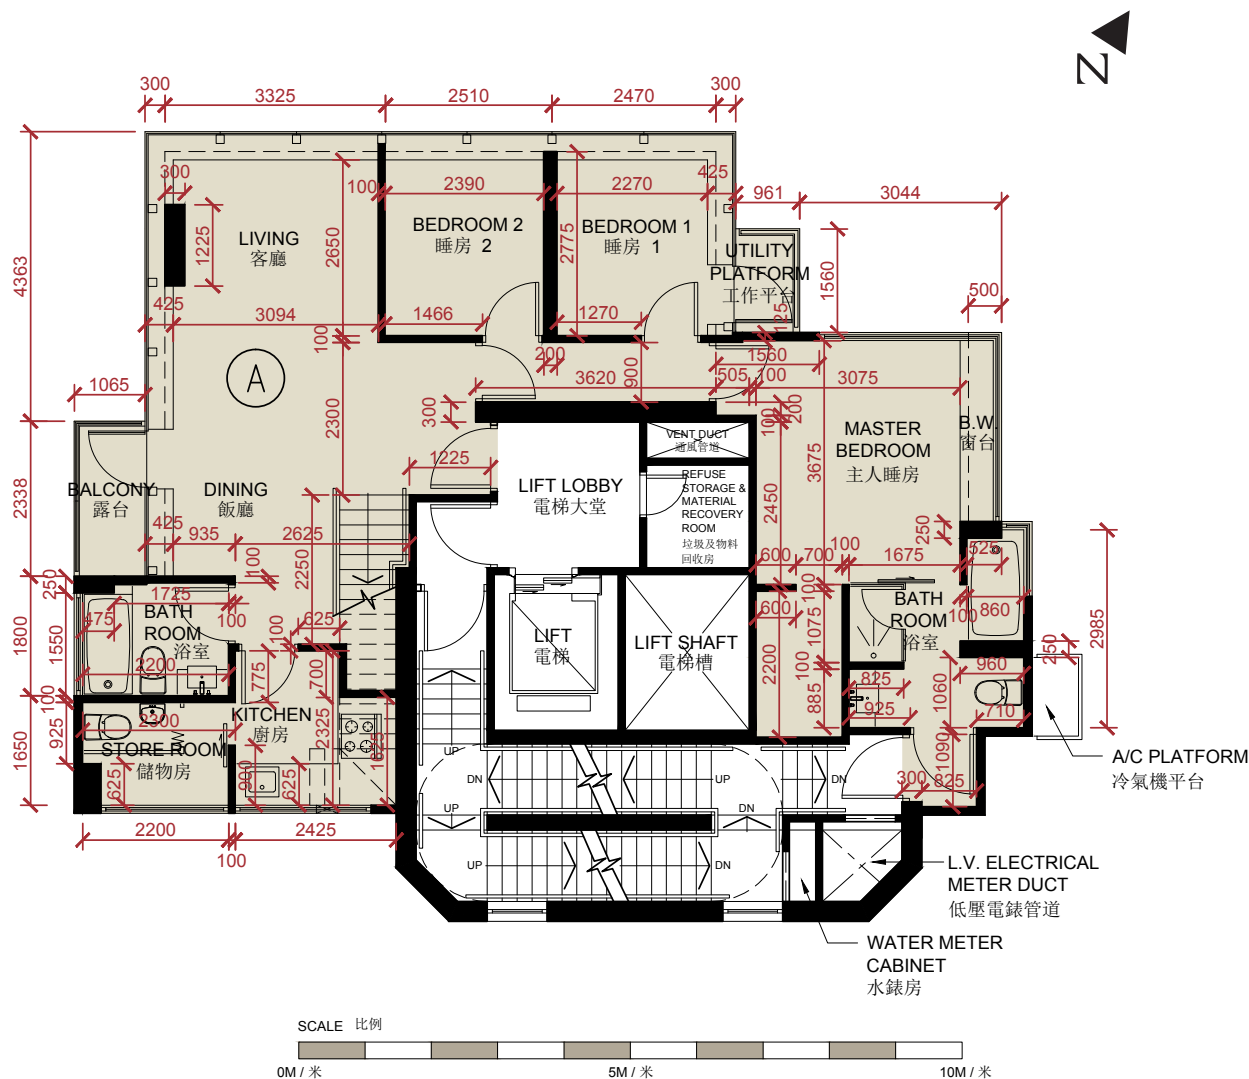 N
300
3325
2510
2470
300
300
100
2390
2270
425
961
3044
LIVING
客廳
BEDROOM 2
睡房 2
BEDROOM 1
睡房 1
UTILITY
PLATFORM
工作平台
4363
1225
2650
2775
1560
500
425
3094
100
1466
1270
125
200
900
1560
A
1065
3620
505
100
3075
300
2300
100
200
MASTER
BEDROOM
主人睡房
B.W.
窗台
VENT DUCT
通風管道
1225
3675
2338
BALCONY
露台
DINING
飯廳
LIFT LOBBY
電梯大堂
REFUSE
STORAGE &
MATERIAL
RECOVERY
ROOM
垃圾及物料
回收房
2450
425
935
2625
250
100
2250
600
700
100
1675
525
250
1725
100
BATH
ROOM
浴室
475
100
625
100
600
1075
BATH
ROOM
浴室
100
860
2985
1800
1550
2200
775
700
LIFT
電梯
LIFT SHAFT
電梯槽
2200
100
250
825
960
885
925
1060
710
100
2300
KITCHEN
廚房
2325
1625
925
1650
STORE ROOM
儲物房
W
625
900
625
UP
DN
UP
DN
1090
300
825
A/C PLATFORM
冷氣機平台
UP
DN
2200
2425
100
UP
DN
L.V. ELECTRICAL
METER DUCT
低壓電錶管道
WATER METER
CABINET
水錶房
SCALE 比例
0M / 米
5M / 米
10M / 米